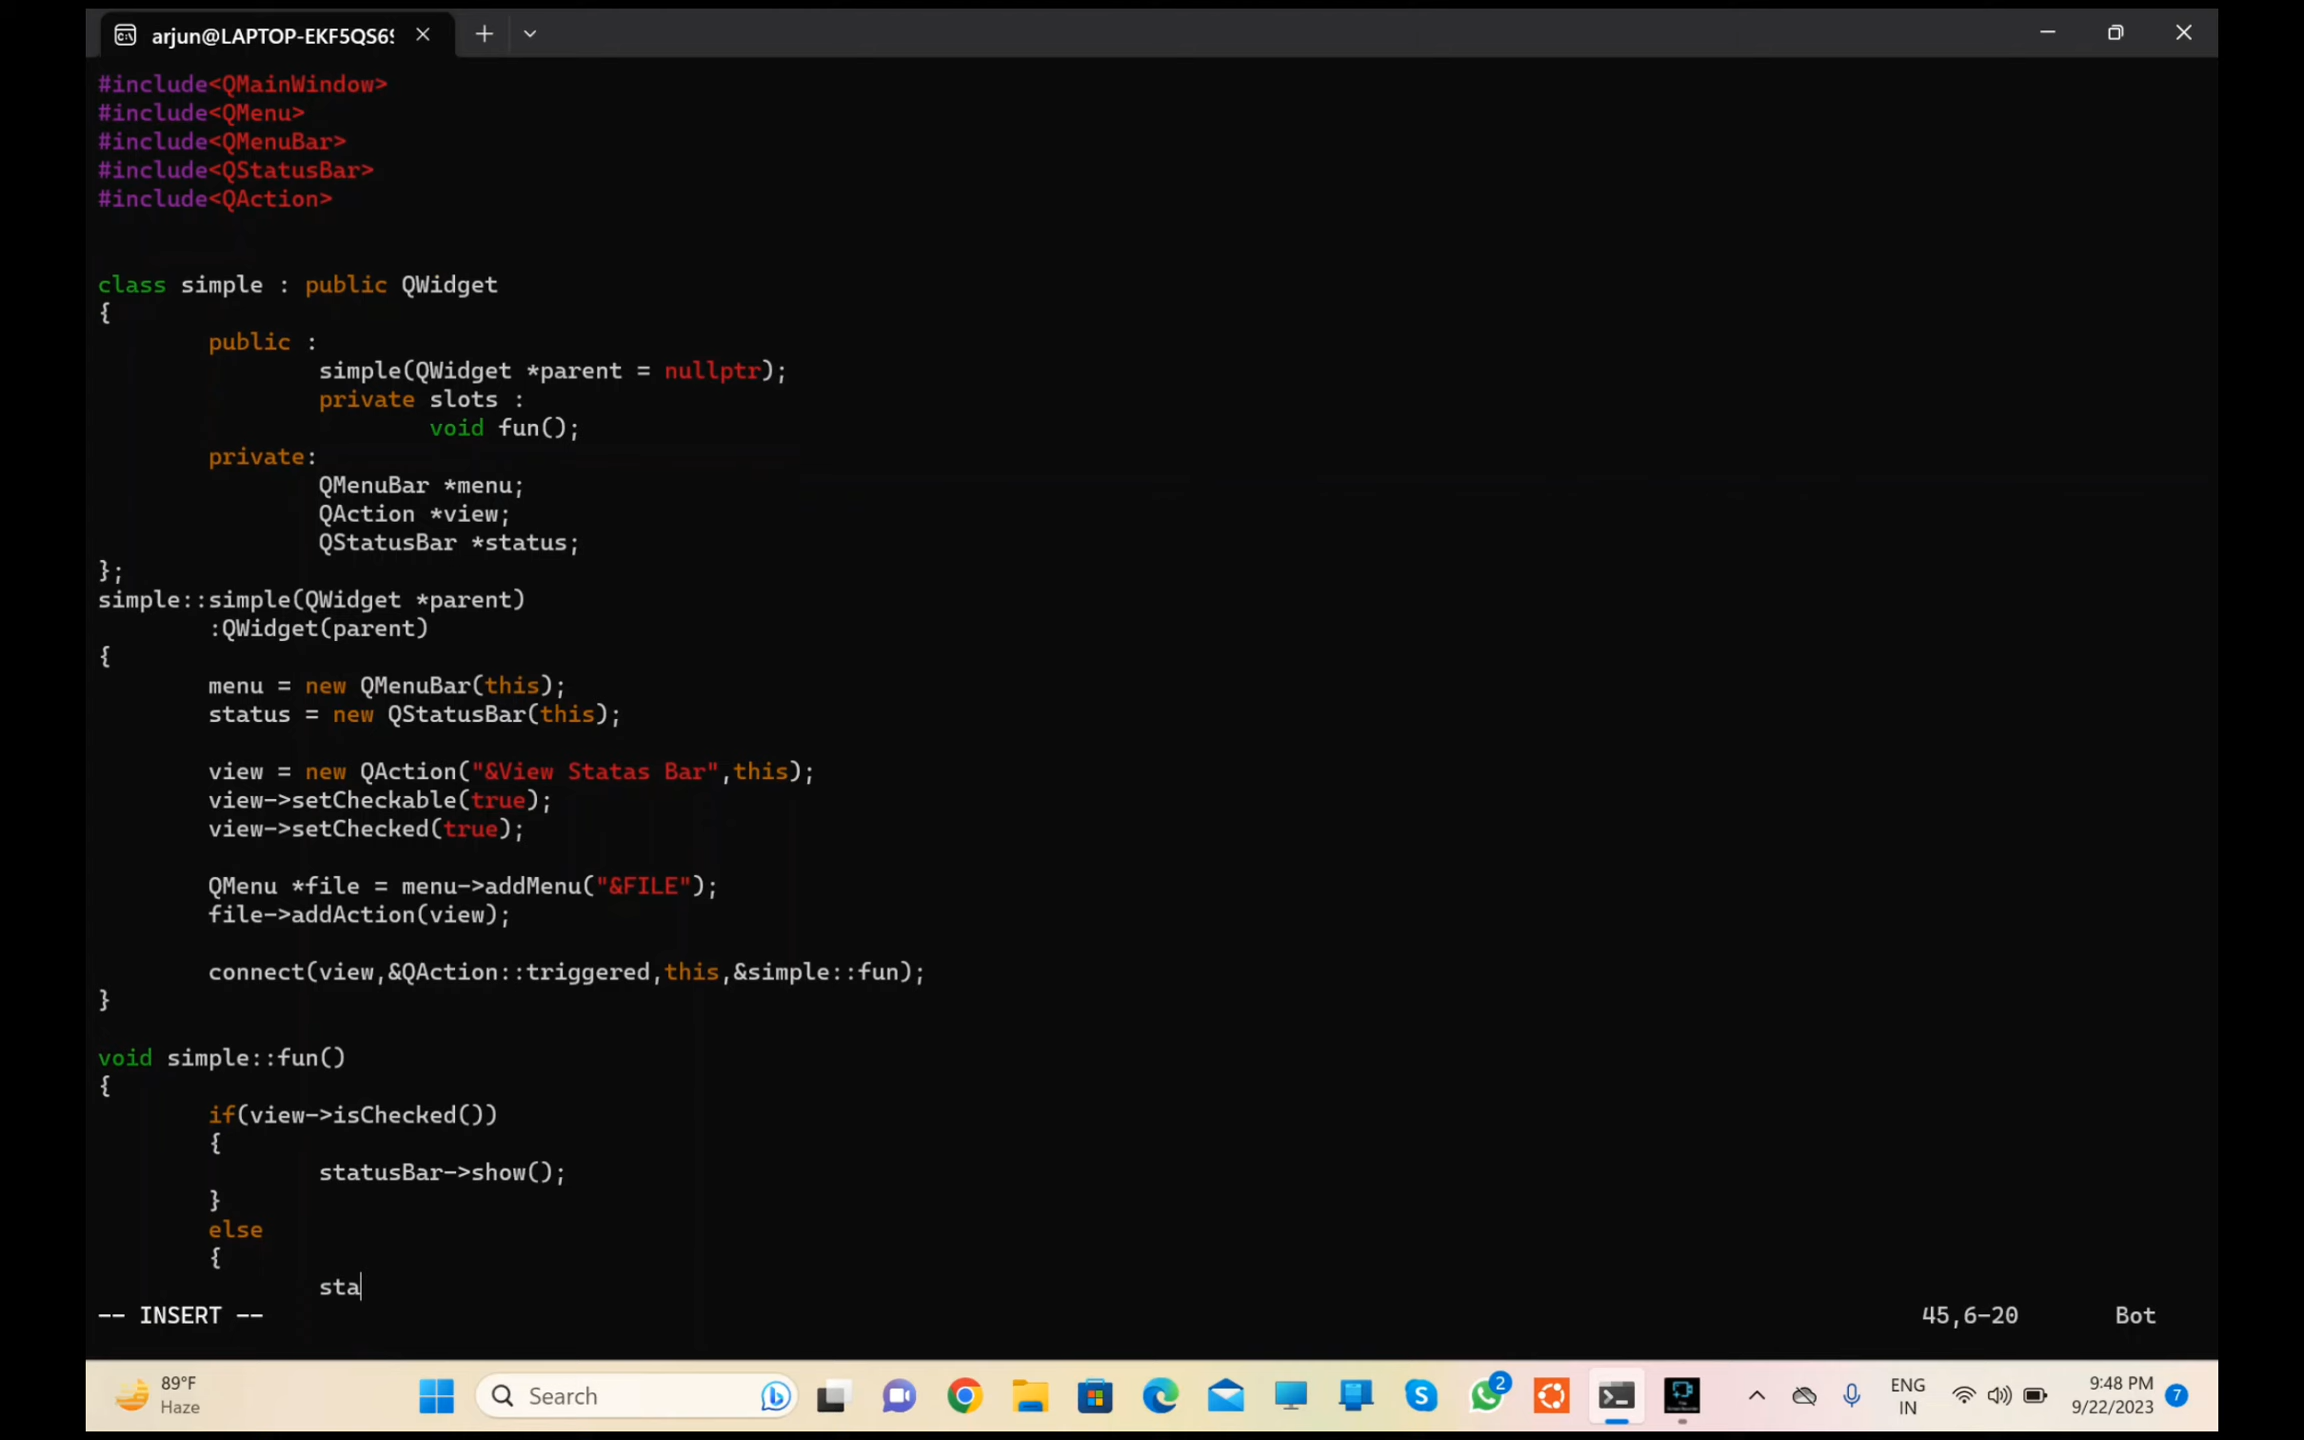 arjun@LAPTOP-EKF5QS6
#include<QMainWindow>
#include<QMenu>
#include<QMenuBar>
#include<QStatusBar>
#include<QAction>
class simple : public QWidget
{
public :
simple(QWidget *parent = nullptr);
private slots :
void fun();
private:
QMenuBar *menu;
QAction *view;
QStatusBar *status;
};
simple::simple(QWidget *parent)
:QWidget(parent)
{
menu = new QMenuBar(this);
status = new QStatusBar(this);
view = new QAction("&View Statas Bar",this);
view->setCheckable(true);
view->setChecked(true);
QMenu *file = menu->addMenu("&FILE");
file->addAction(view);
connect(view,&QAction::triggered,this,&simple::fun);
}
void simple::fun()
{
if(view->isChecked())
{
statusBar->show();
}
else
{
sta
-- INSERT -- 45,6-20 Bot
89°F
Haze
Search
2
ENG
IN
9:48 PM
9/22/2023
7